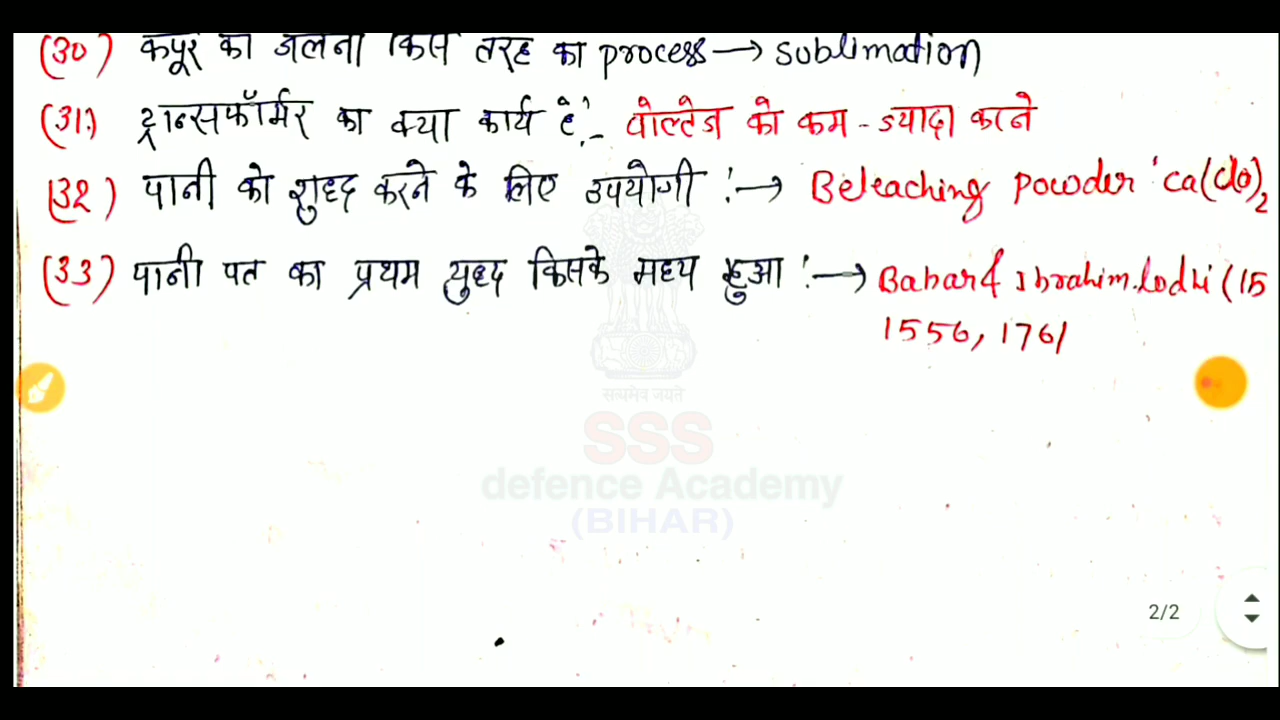 (30) कपूर का जलना किस तरह का process → sublimation
(31) ट्रान्सफॉर्मर का क्या कार्य है:- वोल्टेज को कम - ज्यादा करने
(32) पानी को शुध्द करने के लिए उपयोगी :→ Beleaching powder 'ca(clo)2
(33) पानी पत का प्रथम युध्द किसके मध्य हुआ :→ Babar & Ibrahim.lodhi (15
1556, 1761
सत्यमेव जयते
SSS
defence Academy
(BIHAR)
2/2